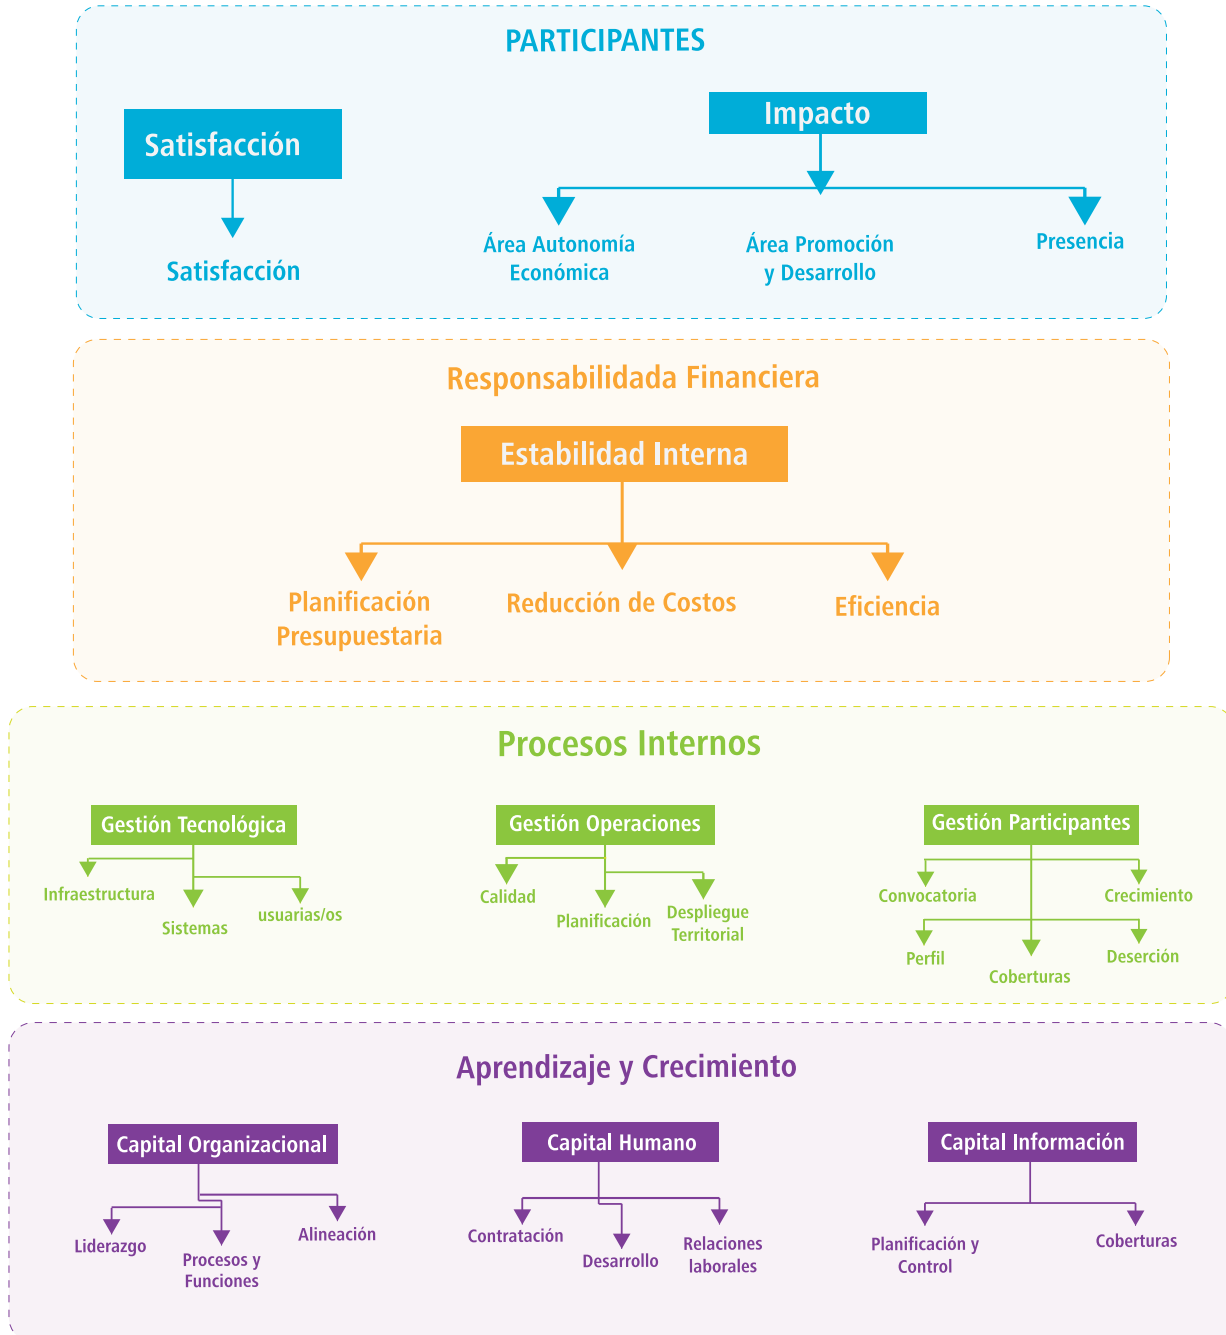 PARTICIPANTES
Satisfacción
Impacto
Satisfacción
Área Autonomía
Económica
Área Promoción
y Desarrollo
Presencia
Responsabilidada Financiera
Estabilidad Interna
Planificación
Presupuestaria
Reducción de Costos
Eficiencia
Procesos Internos
Gestión Tecnológica
Infraestructura
Sistemas
usuarias/os
Gestión Operaciones
Calidad
Planificación
Despliegue
Territorial
Gestión Participantes
Convocatoria
Crecimiento
Perfil
Coberturas
Deserción
Aprendizaje y Crecimiento
Capital Organizacional
Liderazgo
Procesos y
Funciones
Alineación
Capital Humano
Contratación
Desarrollo
Relaciones
laborales
Capital Información
Planificación y
Control
Coberturas